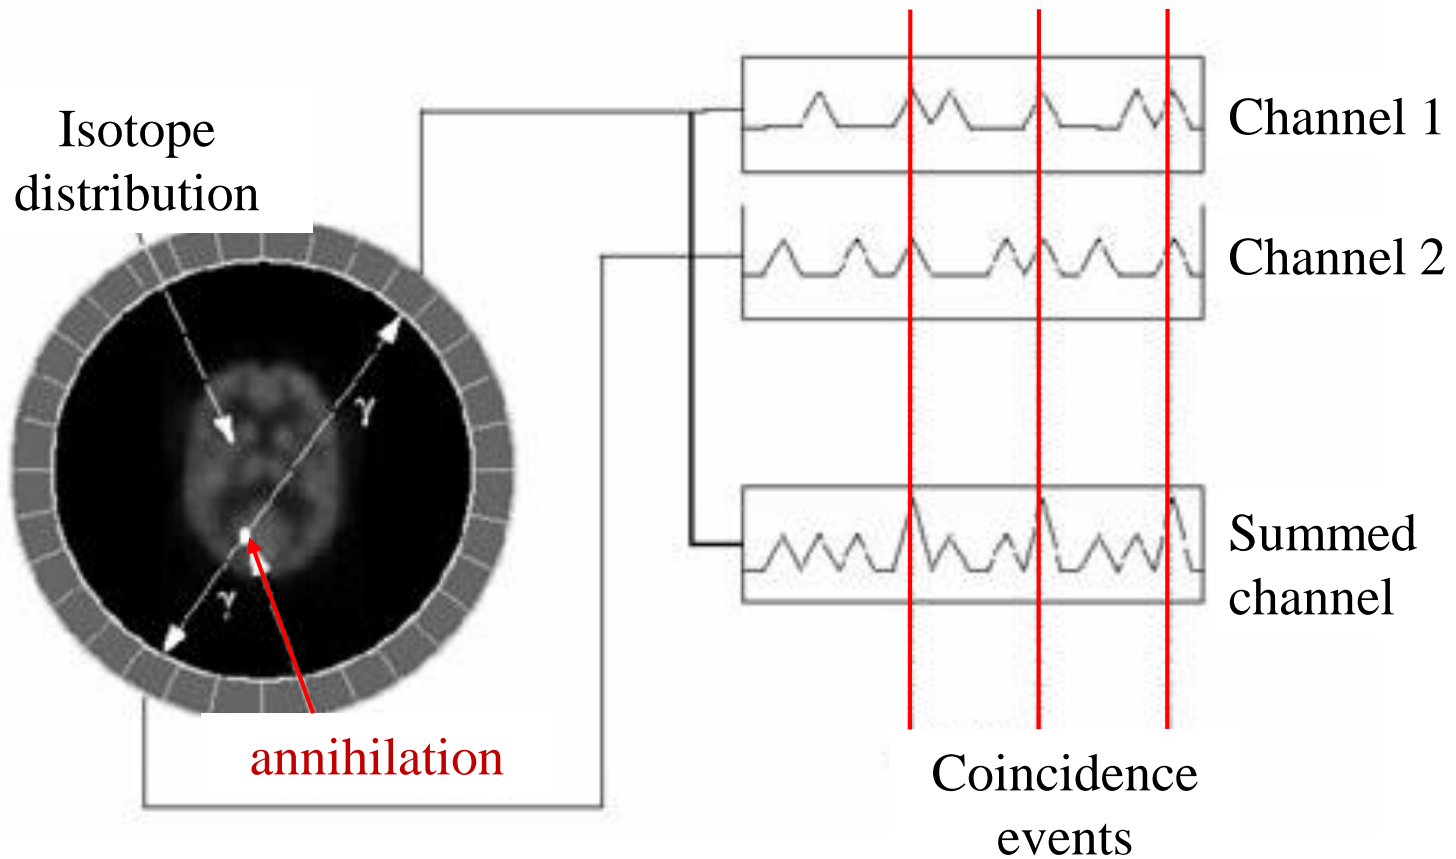 Isotope
distribution
γ
γ
annihilation
Channel 1
Channel 2
Summed
channel
Coincidence
events